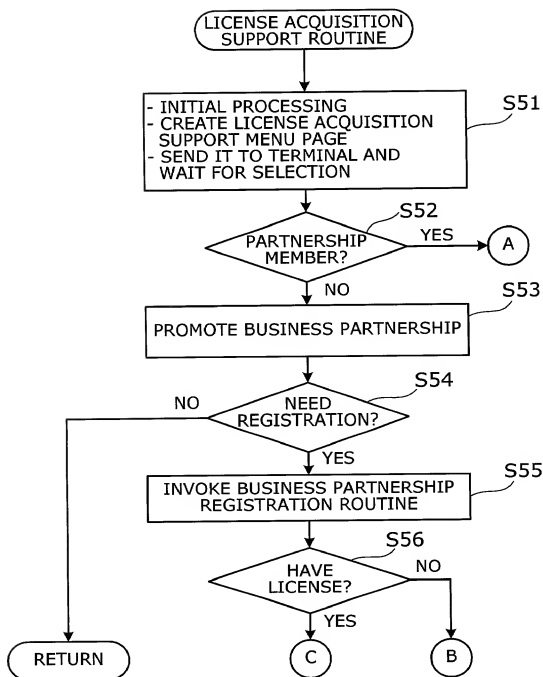 LICENSE ACQUISITION
SUPPORT ROUTINE
S51
- INITIAL PROCESSING
- CREATE LICENSE ACQUISITION
SUPPORT MENU PAGE
- SEND IT TO TERMINAL AND
WAIT FOR SELECTION
S52
PARTNERSHIP
MEMBER?
YES
A
NO
S53
PROMOTE BUSINESS PARTNERSHIP
S54
NO
NEED
REGISTRATION?
YES
S55
INVOKE BUSINESS PARTNERSHIP
REGISTRATION ROUTINE
S56
HAVE
LICENSE?
NO
YES
RETURN
C
B